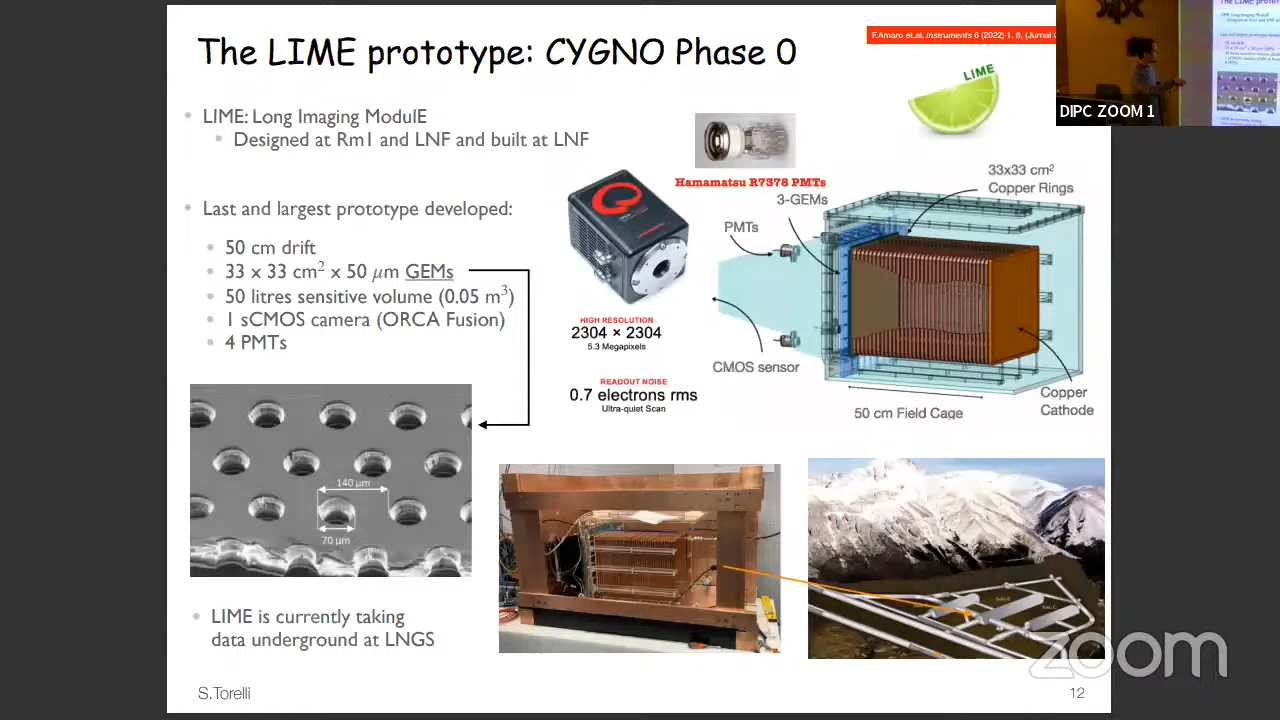 The LIME prototype: CYGNO Phase 0
F.Amaro et.al. Instruments 6 (2022) 1, 6, (Jurnal
LIME: Long Imaging ModulE
Designed at Rm1 and LNF and built at LNF
Last and largest prototype developed:
50 cm drift
33 x 33 cm² x 50 μm GEMs
50 litres sensitive volume (0.05 m³)
1 sCMOS camera (ORCA Fusion)
4 PMTs
LIME
Hamamatsu R7378 PMTs
HIGH RESOLUTION
2304 × 2304
5.3 Megapixels
READOUT NOISE
0.7 electrons rms
Ultra-quiet Scan
33x33 cm²
Copper Rings
3-GEMs
PMTs
CMOS sensor
50 cm Field Cage
Copper
Cathode
140 μm
70 μm
LIME is currently taking
data underground at LNGS
S.Torelli
12
DIPC ZOOM 1
zoom